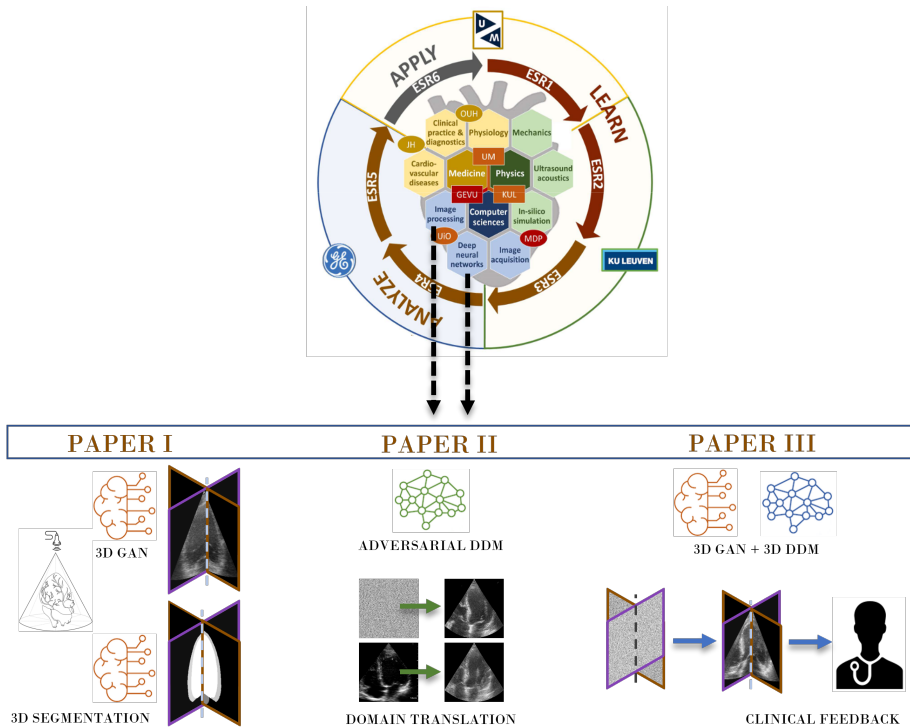 U
M
APPLY
ESR6
ESR1
LEARN
OUH
Clinical
practice &
diagnostics
Physiology
Mechanics
JH
UM
ESR2
ESR5
Cardio-
vascular
diseases
Medicine
Physics
Ultrasound
acoustics
GEVU
KUL
Image
processing
Computer
sciences
In-silico
simulation
UiO
MDP
Deep
neural
networks
Image
acquisition
GE
KU LEUVEN
ESR4
ESR3
ANALYZE
PAPER I
PAPER II
PAPER III
3D GAN
ADVERSARIAL DDM
3D GAN + 3D DDM
3D SEGMENTATION
DOMAIN TRANSLATION
CLINICAL FEEDBACK